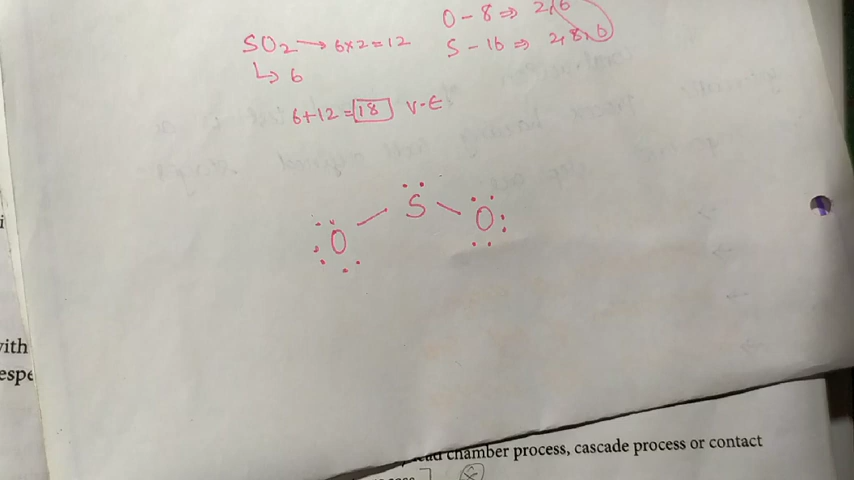 O - 8 ⇒ 2,6
SO₂ → 6×2=12
S - 16 ⇒ 2,8,6
↳ 6
6+12=18 V-E
S
O
O
with
espe
ad chamber process, cascade process or contact